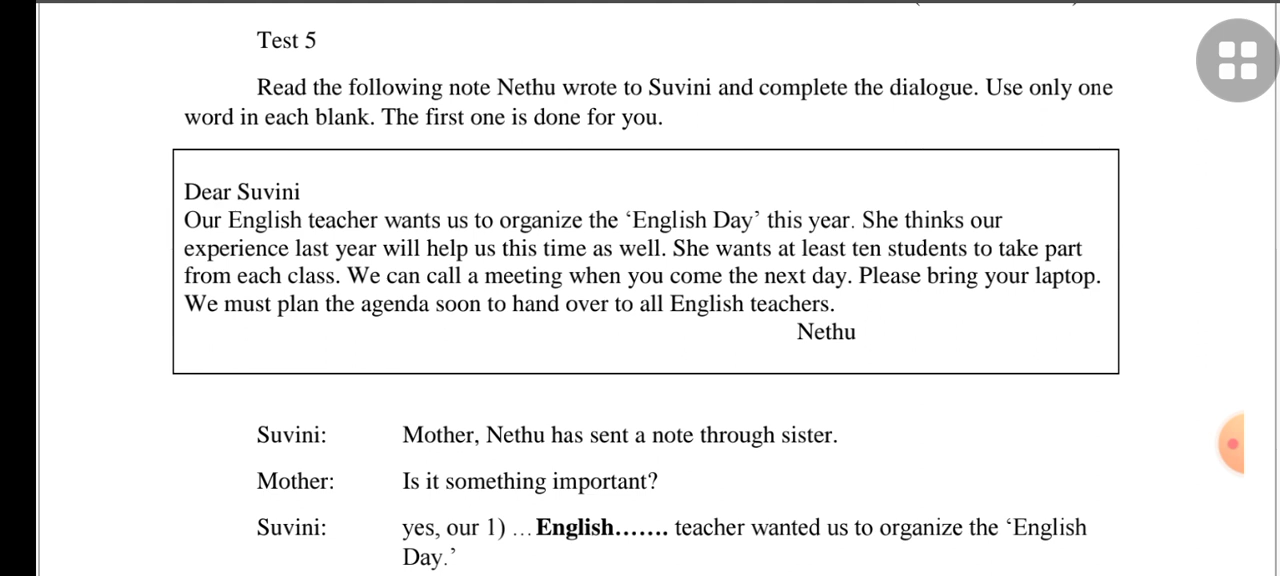 Test 5
Read the following note Nethu wrote to Suvini and complete the dialogue. Use only one
word in each blank. The first one is done for you.
Dear Suvini
Our English teacher wants us to organize the ‘English Day’ this year. She thinks our
experience last year will help us this time as well. She wants at least ten students to take part
from each class. We can call a meeting when you come the next day. Please bring your laptop.
We must plan the agenda soon to hand over to all English teachers.
Nethu
Suvini: Mother, Nethu has sent a note through sister.
Mother: Is it something important?
Suvini: yes, our 1) …English……. teacher wanted us to organize the ‘English
Day.’